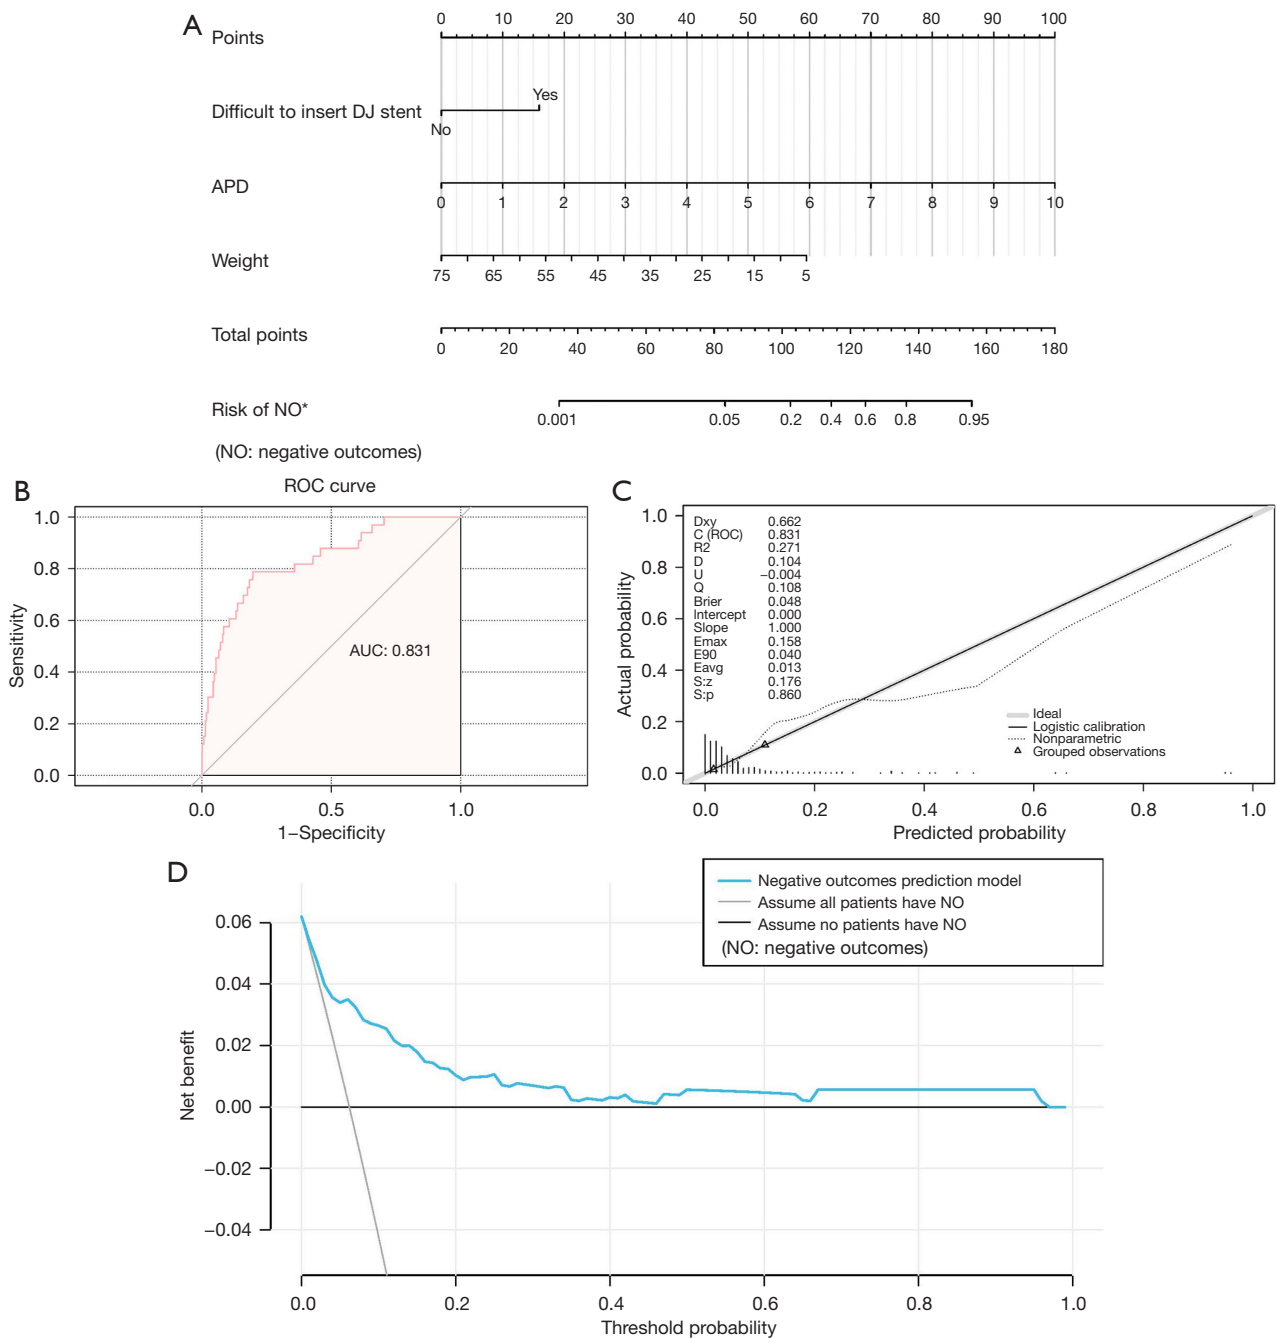 A
Points
0 10 20 30 40 50 60 70 80 90 100
Difficult to insert DJ stent
Yes
No
APD
0 1 2 3 4 5 6 7 8 9 10
Weight
75 65 55 45 35 25 15 5
Total points
0 20 40 60 80 100 120 140 160 180
Risk of NO*
0.001 0.05 0.2 0.4 0.6 0.8 0.95
(NO: negative outcomes)
B
ROC curve
Sensitivity
1.0
0.8
0.6
0.4
0.2
0.0
AUC: 0.831
0.0 0.5 1.0
1−Specificity
C
Actual probability
1.0
0.8
0.6
0.4
0.2
0.0
Dxy 0.662
C (ROC) 0.831
R2 0.271
D 0.104
U −0.004
Q 0.108
Brier 0.048
Intercept 0.000
Slope 1.000
Emax 0.158
E90 0.040
Eavg 0.013
S:z 0.176
S:p 0.860
Ideal
Logistic calibration
Nonparametric
Grouped observations
0.0 0.2 0.4 0.6 0.8 1.0
Predicted probability
D
Negative outcomes prediction model
Assume all patients have NO
Assume no patients have NO
(NO: negative outcomes)
Net benefit
0.06
0.04
0.02
0.00
−0.02
−0.04
0.0 0.2 0.4 0.6 0.8 1.0
Threshold probability